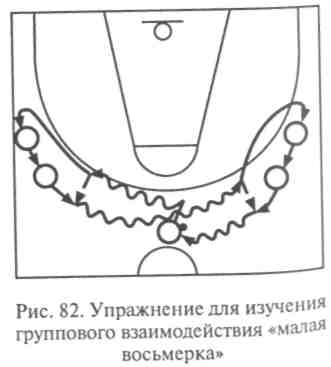 Рис. 82. Упражнение для изучения
группового взаимодействия «малая
восьмерка»